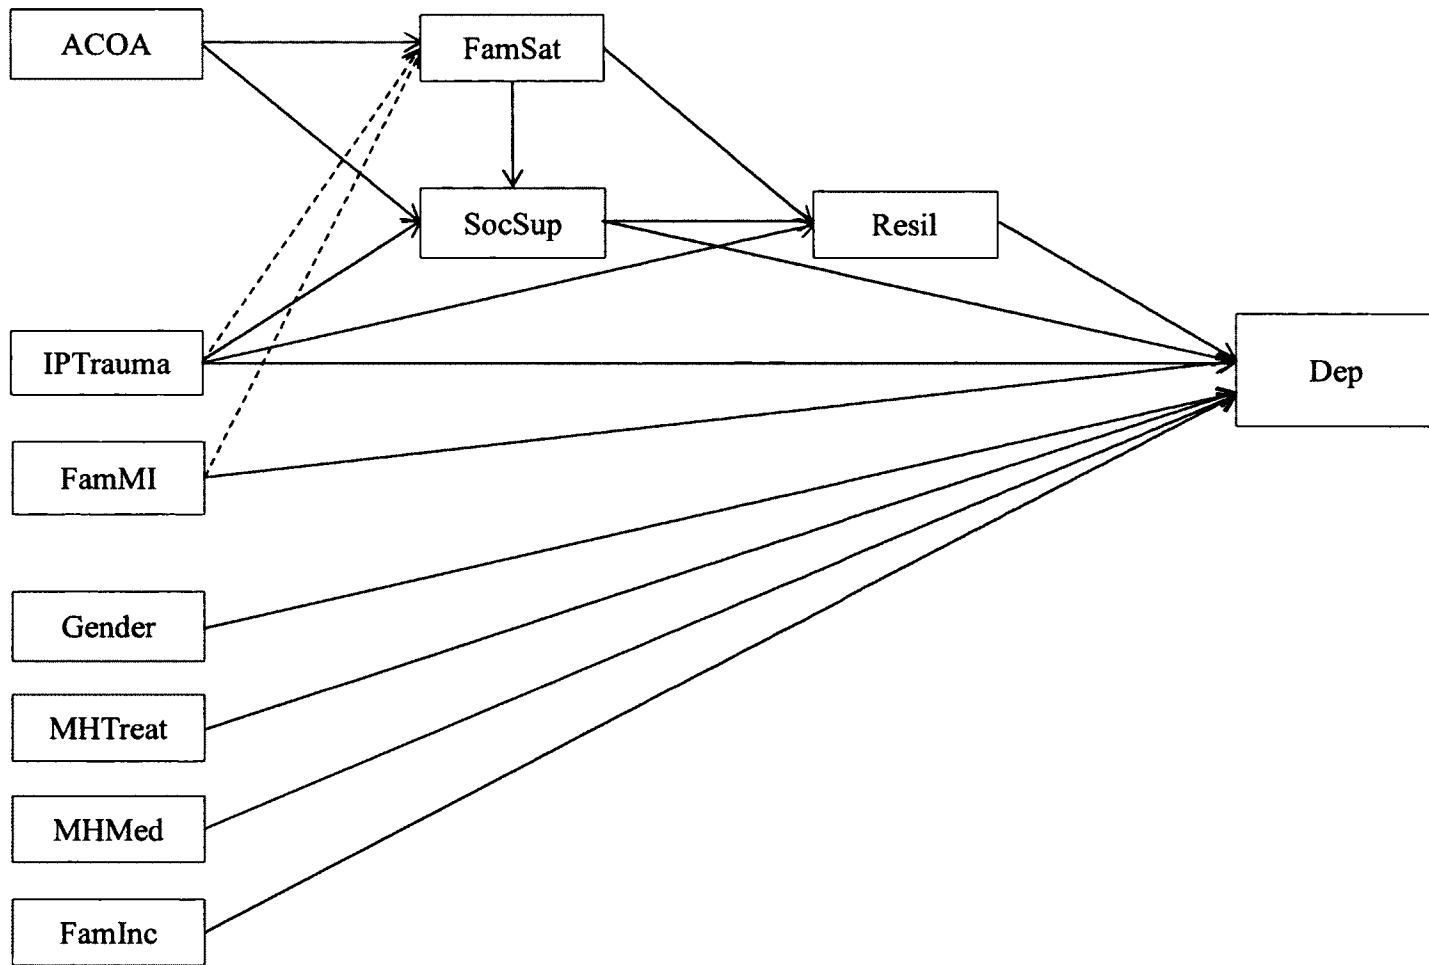 ACOA
FamSat
SocSup
Resil
IPTrauma
Dep
FamMI
Gender
MHTreat
MHMed
FamInc